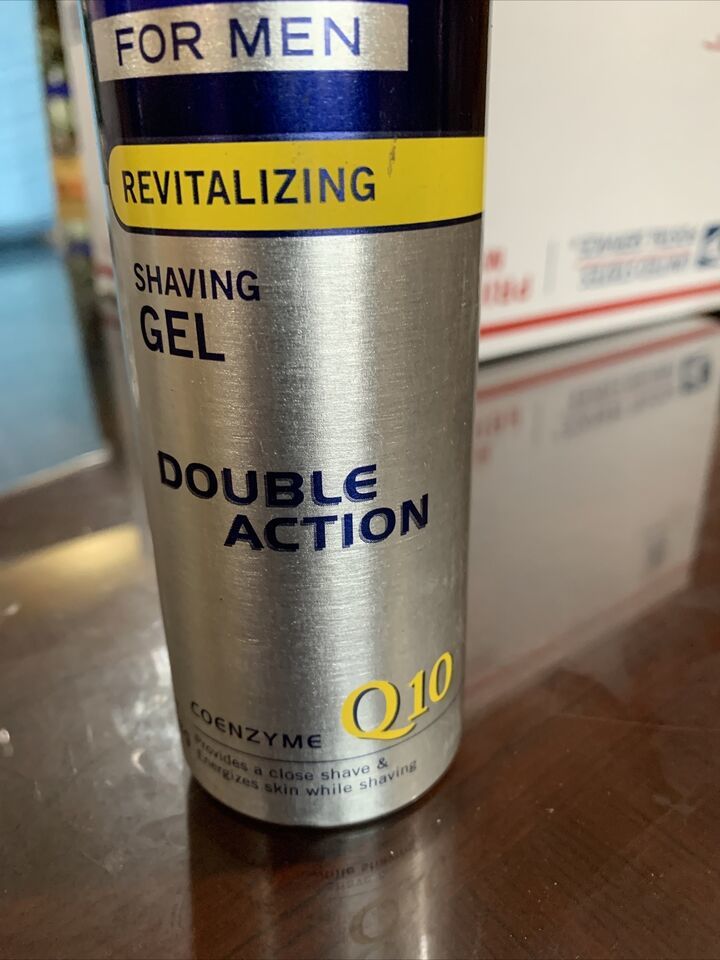 FOR MEN
REVITALIZING
SHAVING
GEL
DOUBLE
ACTION
COENZYME Q10
Provides a close shave &
Energizes skin while shaving